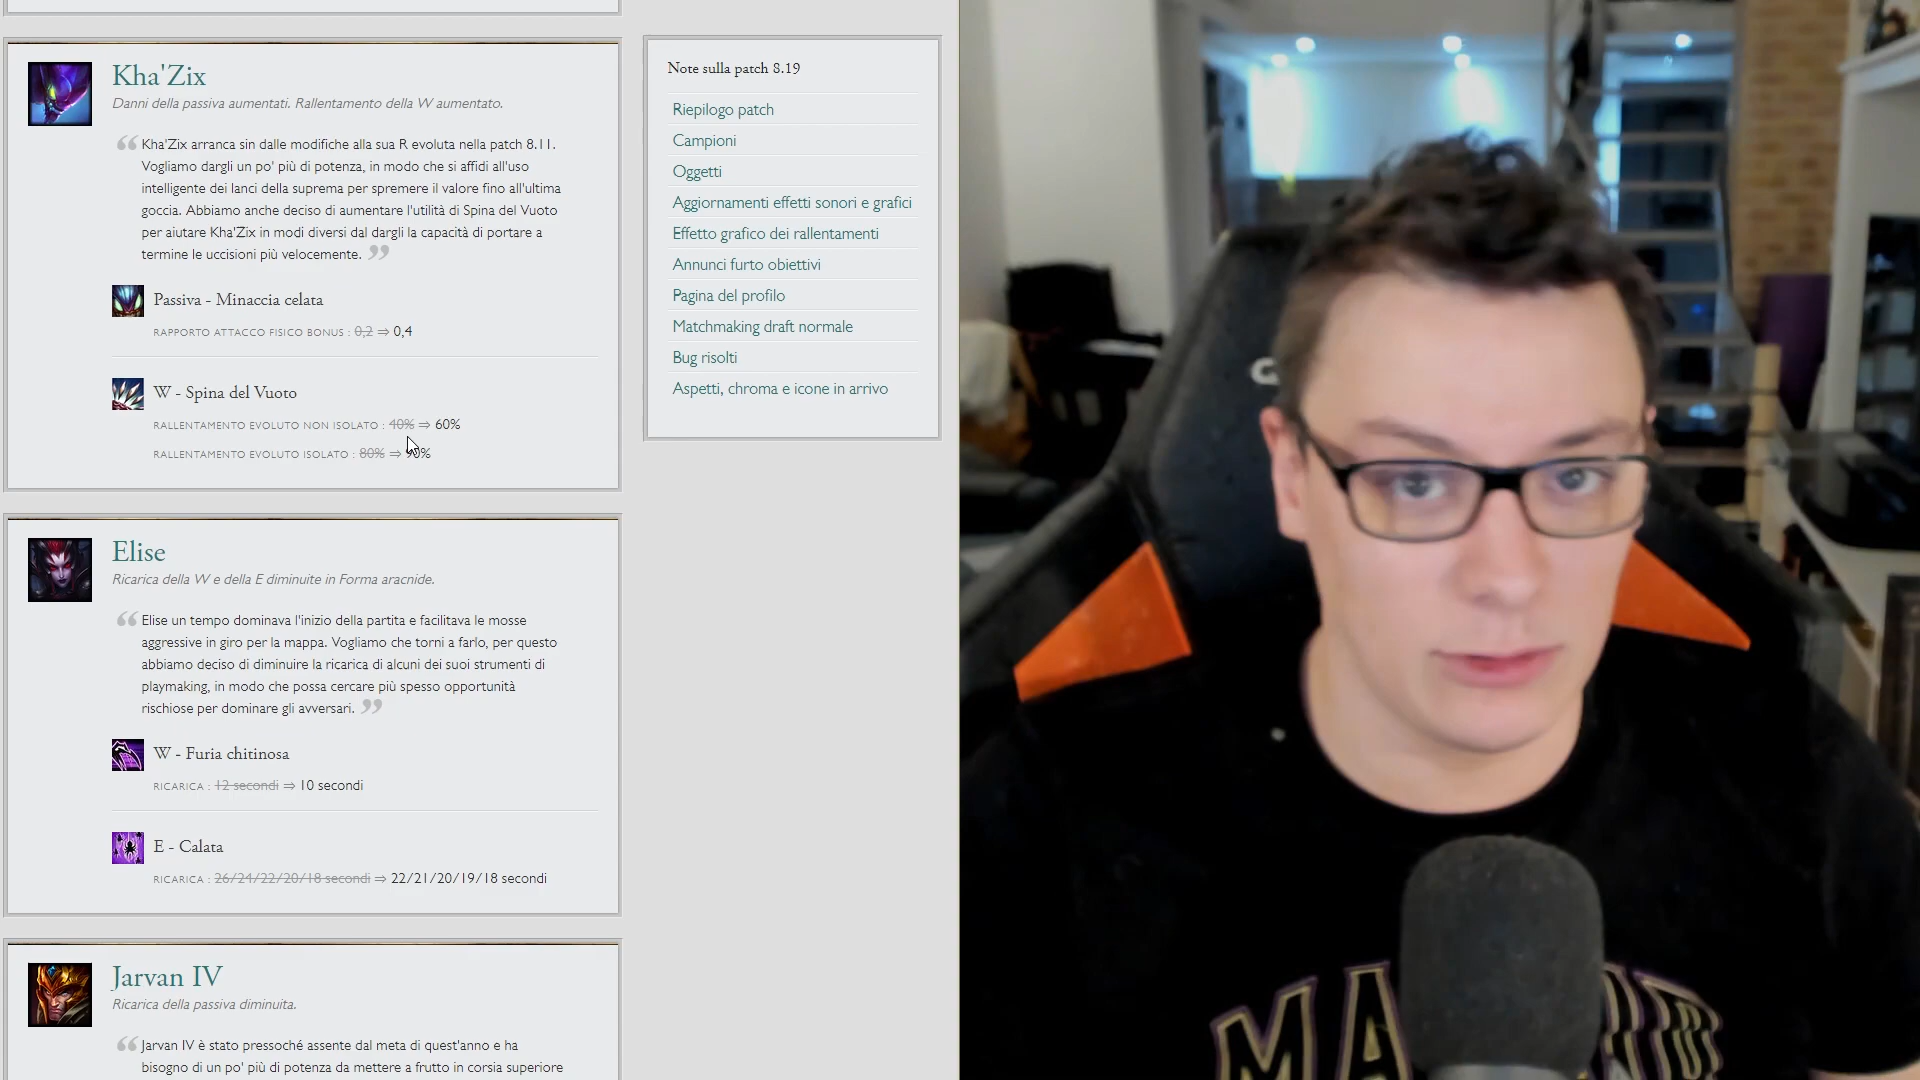 Kha'Zix
Danni della passiva aumentati. Rallentamento della W aumentato.
Kha'Zix arranca sin dalle modifiche alla sua R evoluta nella patch 8.11.
Vogliamo dargli un po' più di potenza, in modo che si affidi all'uso
intelligente dei lanci della suprema per spremere il valore fino all'ultima
goccia. Abbiamo anche deciso di aumentare l'utilità di Spina del Vuoto
per aiutare Kha'Zix in modi diversi dal dargli la capacità di portare a
termine le uccisioni più velocemente.
Passiva - Minaccia celata
RAPPORTO ATTACCO FISICO BONUS : 0,2 ⇒ 0,4
W - Spina del Vuoto
RALLENTAMENTO EVOLUTO NON ISOLATO : 40% ⇒ 60%
RALLENTAMENTO EVOLUTO ISOLATO : 80% ⇒ 90%
Elise
Ricarica della W e della E diminuite in Forma aracnide.
Elise un tempo dominava l'inizio della partita e facilitava le mosse
aggressive in giro per la mappa. Vogliamo che torni a farlo, per questo
abbiamo deciso di diminuire la ricarica di alcuni dei suoi strumenti di
playmaking, in modo che possa cercare più spesso opportunità
rischiose per dominare gli avversari.
W - Furia chitinosa
RICARICA : 12 secondi ⇒ 10 secondi
E - Calata
RICARICA : 26/24/22/20/18 secondi ⇒ 22/21/20/19/18 secondi
Jarvan IV
Ricarica della passiva diminuita.
Jarvan IV è stato pressoché assente dal meta di quest'anno e ha
bisogno di un po' più di potenza da mettere a frutto in corsia superiore
Note sulla patch 8.19
Riepilogo patch
Campioni
Oggetti
Aggiornamenti effetti sonori e grafici
Effetto grafico dei rallentamenti
Annunci furto obiettivi
Pagina del profilo
Matchmaking draft normale
Bug risolti
Aspetti, chroma e icone in arrivo